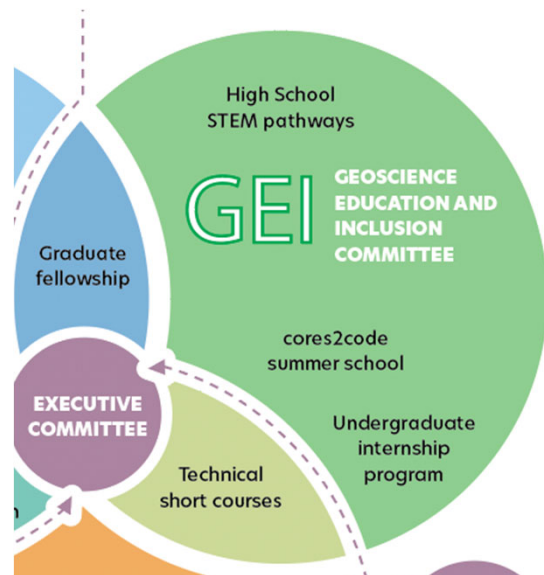 High School
STEM pathways
GEI
GEOSCIENCE
EDUCATION AND
INCLUSION
COMMITTEE
Graduate
fellowship
cores2code
summer school
EXECUTIVE
COMMITTEE
Undergraduate
internship
program
Technical
short courses